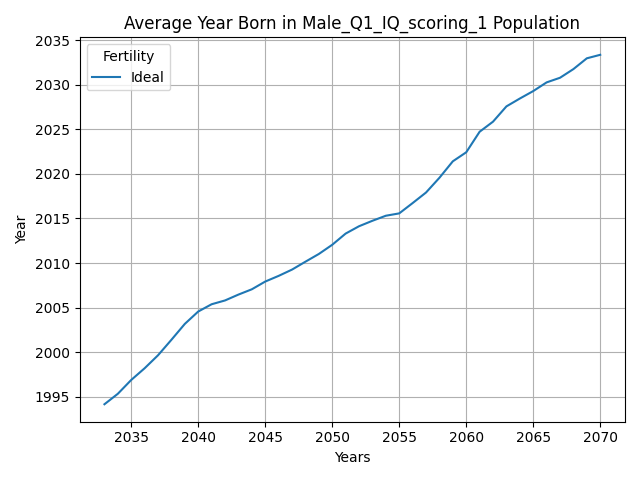 Average Year Born in Male_Q1_IQ_scoring_1 Population
2035
2030
2025
2020
2015
2010
2005
2000
1995
Year
Fertility
Ideal
2035 2040 2045 2050 2055 2060 2065 2070
Years